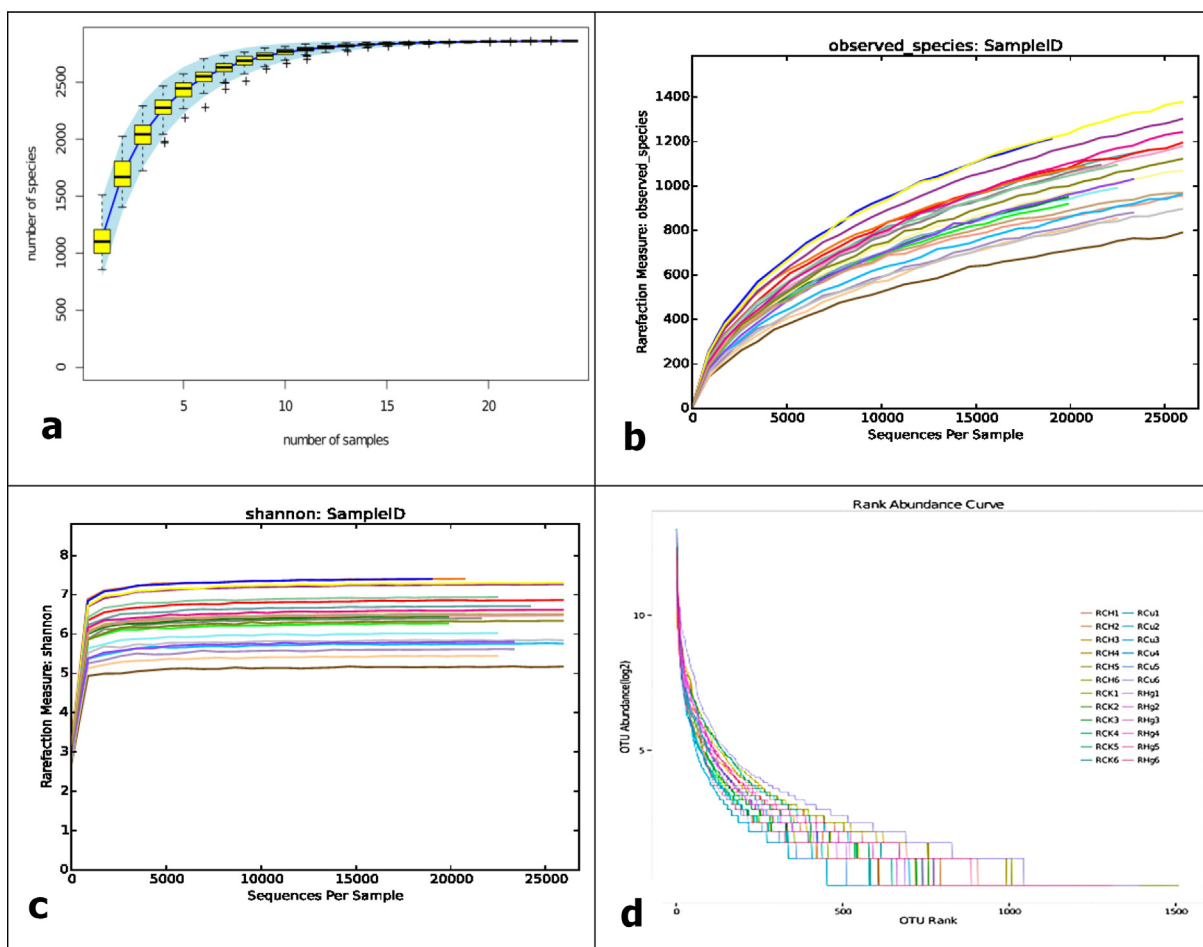 number of species
2500
2000
1500
1000
500
0
5
10
15
20
number of samples
a
observed_species: SampleID
Rarefaction Measure: observed_species
1400
1200
1000
800
600
400
200
0
0
5000
10000
15000
20000
25000
Sequences Per Sample
b
shannon: SampleID
Rarefaction Measure: shannon
8
7
6
5
4
3
2
1
0
0
5000
10000
15000
20000
25000
Sequences Per Sample
c
Rank Abundance Curve
OTU Abundance(log2)
10
5
RCH1 RCu1
RCH2 RCu2
RCH3 RCu3
RCH4 RCu4
RCH5 RCu5
RCH6 RCu6
RCK1 RHg1
RCK2 RHg2
RCK3 RHg3
RCK4 RHg4
RCK5 RHg5
RCK6 RHg6
0
500
1000
1500
OTU Rank
d